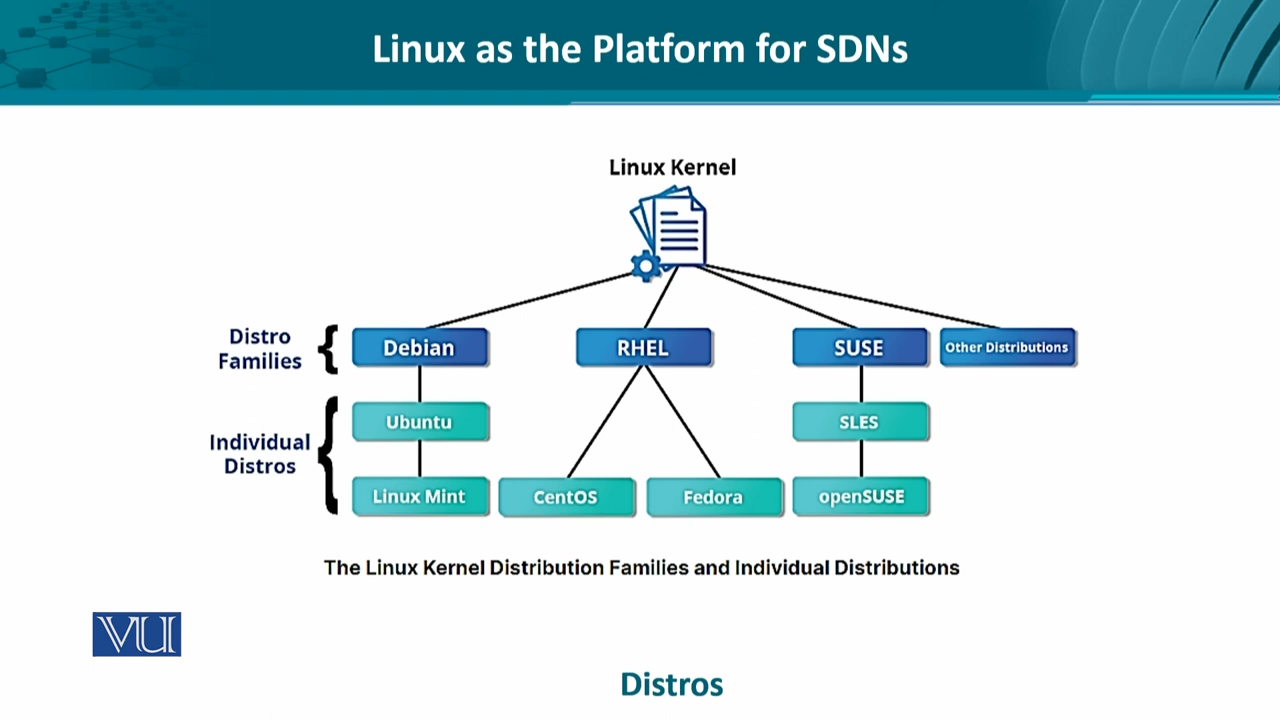 Linux as the Platform for SDNs
Linux Kernel
Distro
Families
Debian
RHEL
SUSE
Other Distributions
Individual
Distros
Ubuntu
SLES
Linux Mint
CentOS
Fedora
openSUSE
The Linux Kernel Distribution Families and Individual Distributions
VU
Distros